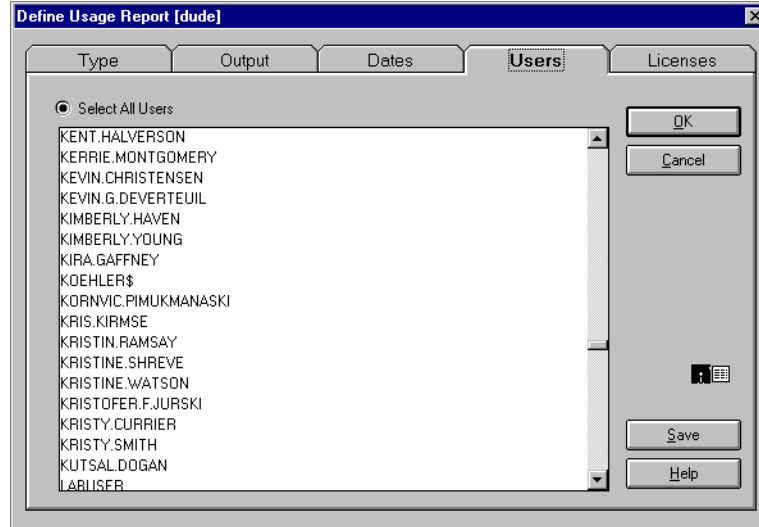 Define Usage Report [dude]
Type Output Dates Users Licenses
Select All Users
KENT.HALVERSON
KERRIE.MONTGOMERY
KEVIN.CHRISTENSEN
KEVIN.G.DEVERTEUIL
KIMBERLY.HAVEN
KIMBERLY.YOUNG
KIRA.GAFFNEY
KOEHLER$
KORNVIC.PIMUKMANASKI
KRIS.KIRMSE
KRISTIN.RAMSAY
KRISTINE.SHREVE
KRISTINE.WATSON
KRISTOFER.F.JURSKI
KRISTY.CURRIER
KRISTY.SMITH
KUTSAL.DOGAN
LABUSER
OK
Cancel
Save
Help